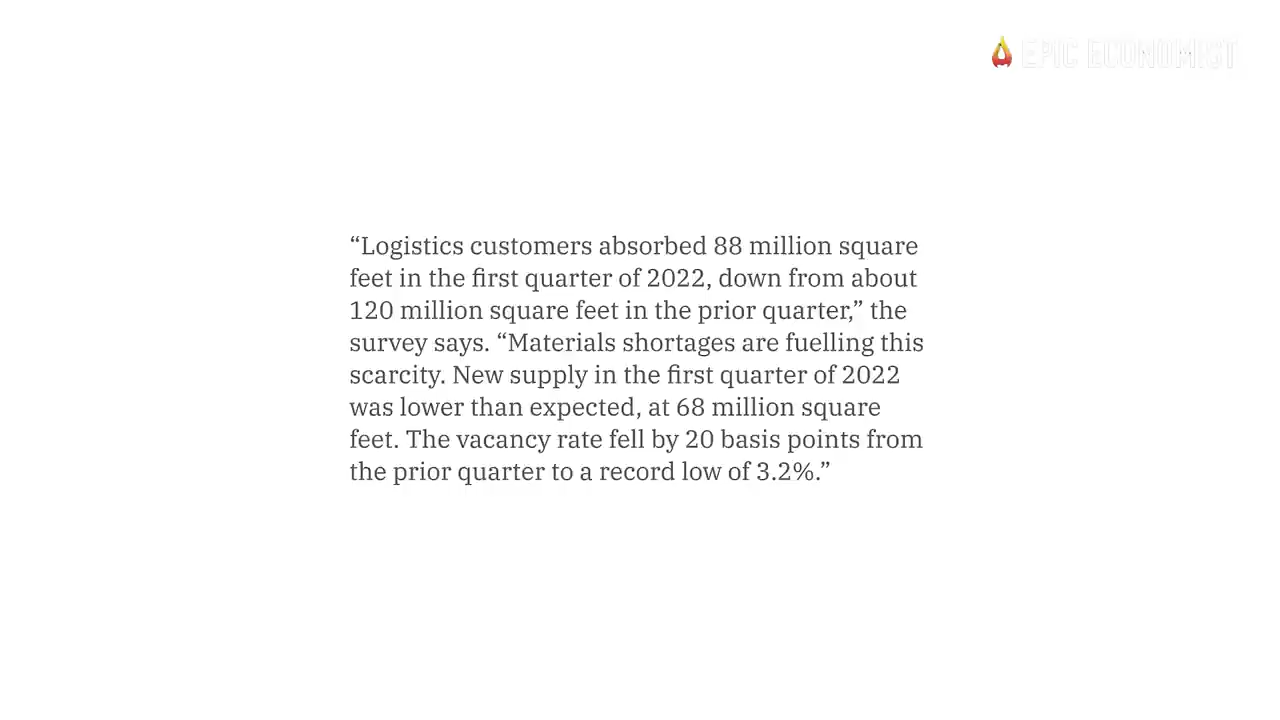 EPIC ECONOMIST
“Logistics customers absorbed 88 million square
feet in the first quarter of 2022, down from about
120 million square feet in the prior quarter,” the
survey says. “Materials shortages are fuelling this
scarcity. New supply in the first quarter of 2022
was lower than expected, at 68 million square
feet. The vacancy rate fell by 20 basis points from
the prior quarter to a record low of 3.2%.”